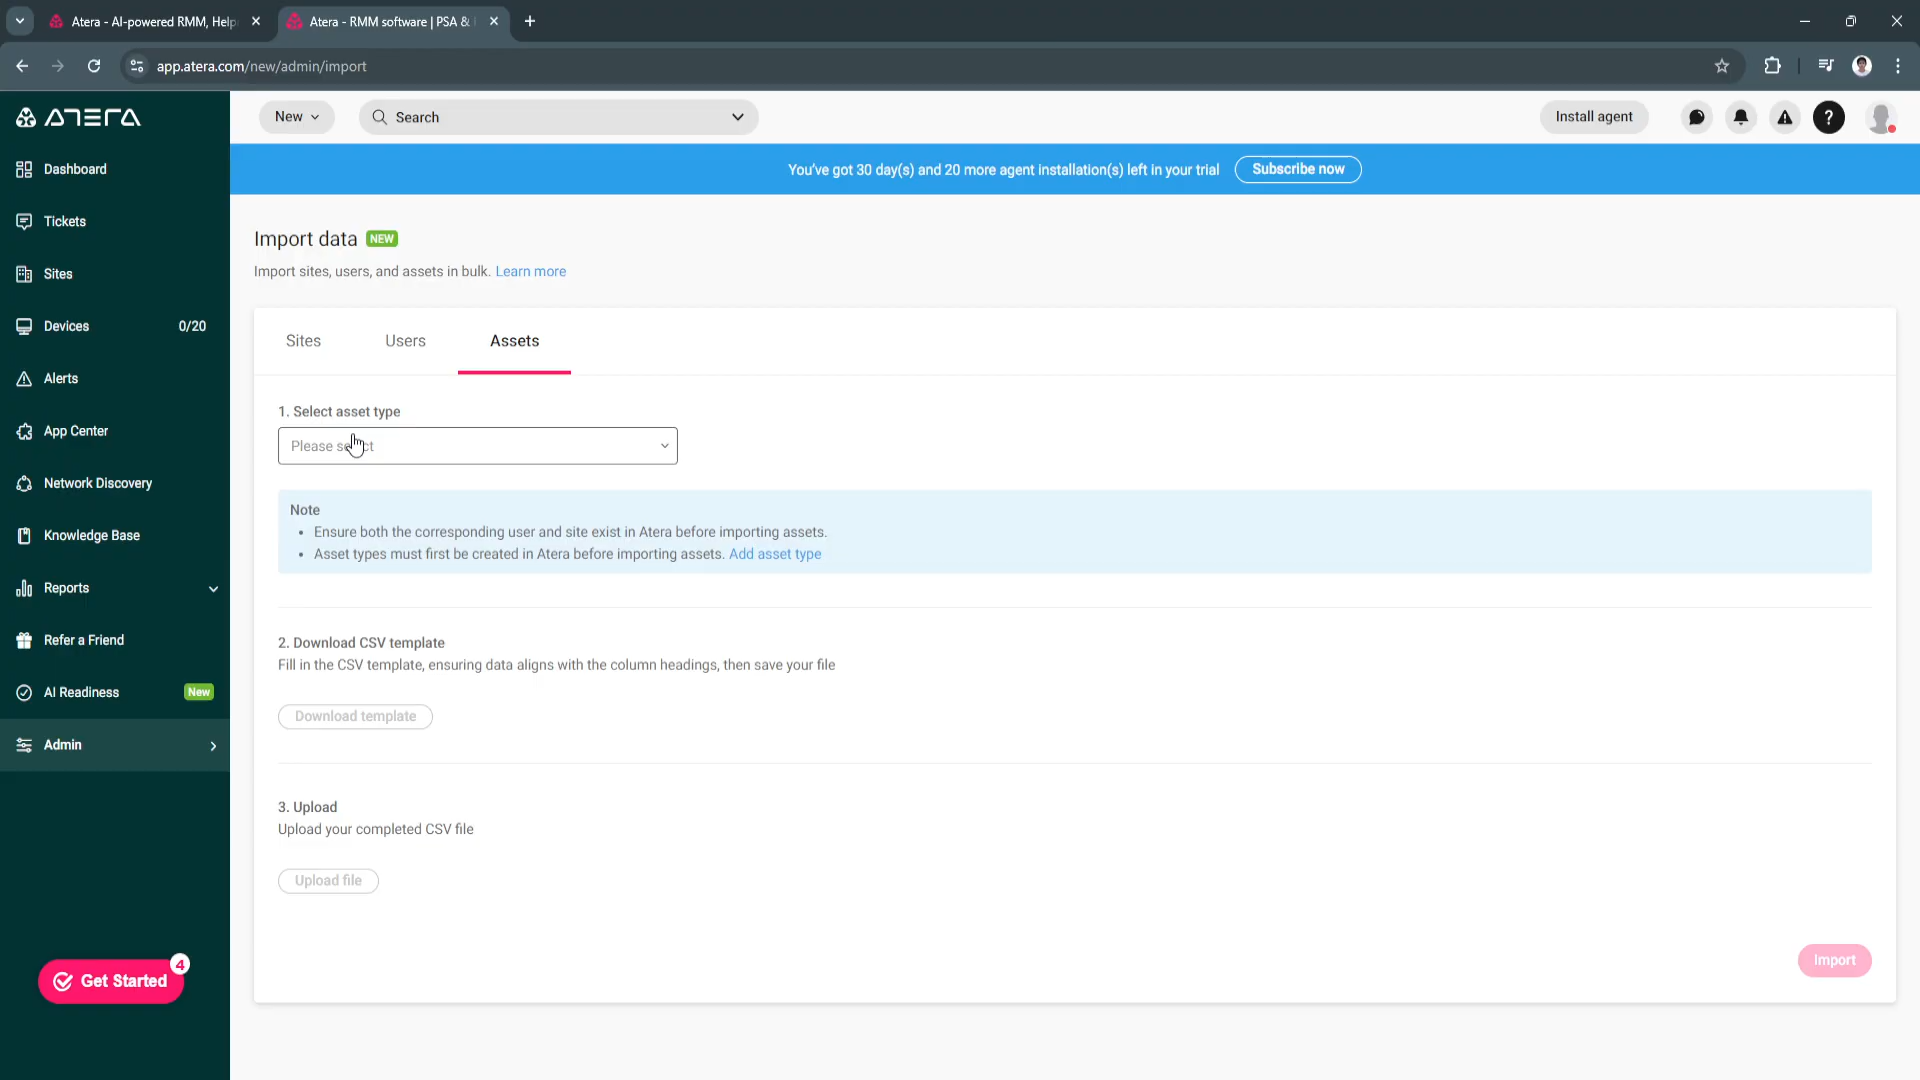 Atera - AI-powered RMM, Help
Atera - RMM software | PSA &
app.atera.com/new/admin/import
ATERA
New
Search
Install agent
You've got 30 day(s) and 20 more agent installation(s) left in your trial
Subscribe now
Dashboard
Tickets
Sites
Devices 0/20
Alerts
App Center
Network Discovery
Knowledge Base
Reports
Refer a Friend
AI Readiness New
Admin
Get Started 4
Import data NEW
Import sites, users, and assets in bulk. Learn more
Sites Users Assets
1. Select asset type
Please select
Note
• Ensure both the corresponding user and site exist in Atera before importing assets.
• Asset types must first be created in Atera before importing assets. Add asset type
2. Download CSV template
Fill in the CSV template, ensuring data aligns with the column headings, then save your file
Download template
3. Upload
Upload your completed CSV file
Upload file
Import